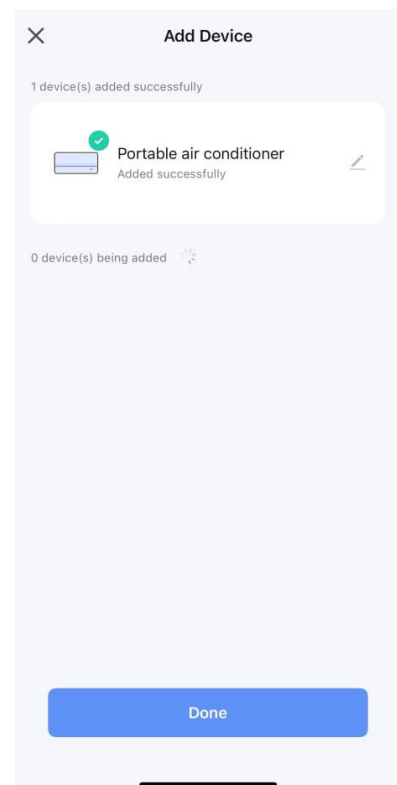 Add Device
1 device(s) added successfully
Portable air conditioner
Added successfully
0 device(s) being added
Done